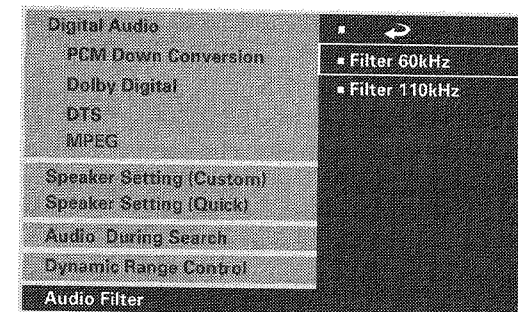 Digital Audio
PCM Down Conversion
Dolby Digital
DTS
MPEG
Speaker Setting (Custom)
Speaker Setting (Quick)
Audio During Search
Dynamic Range Control
Audio Filter
Filter 60kHz
Filter 110kHz